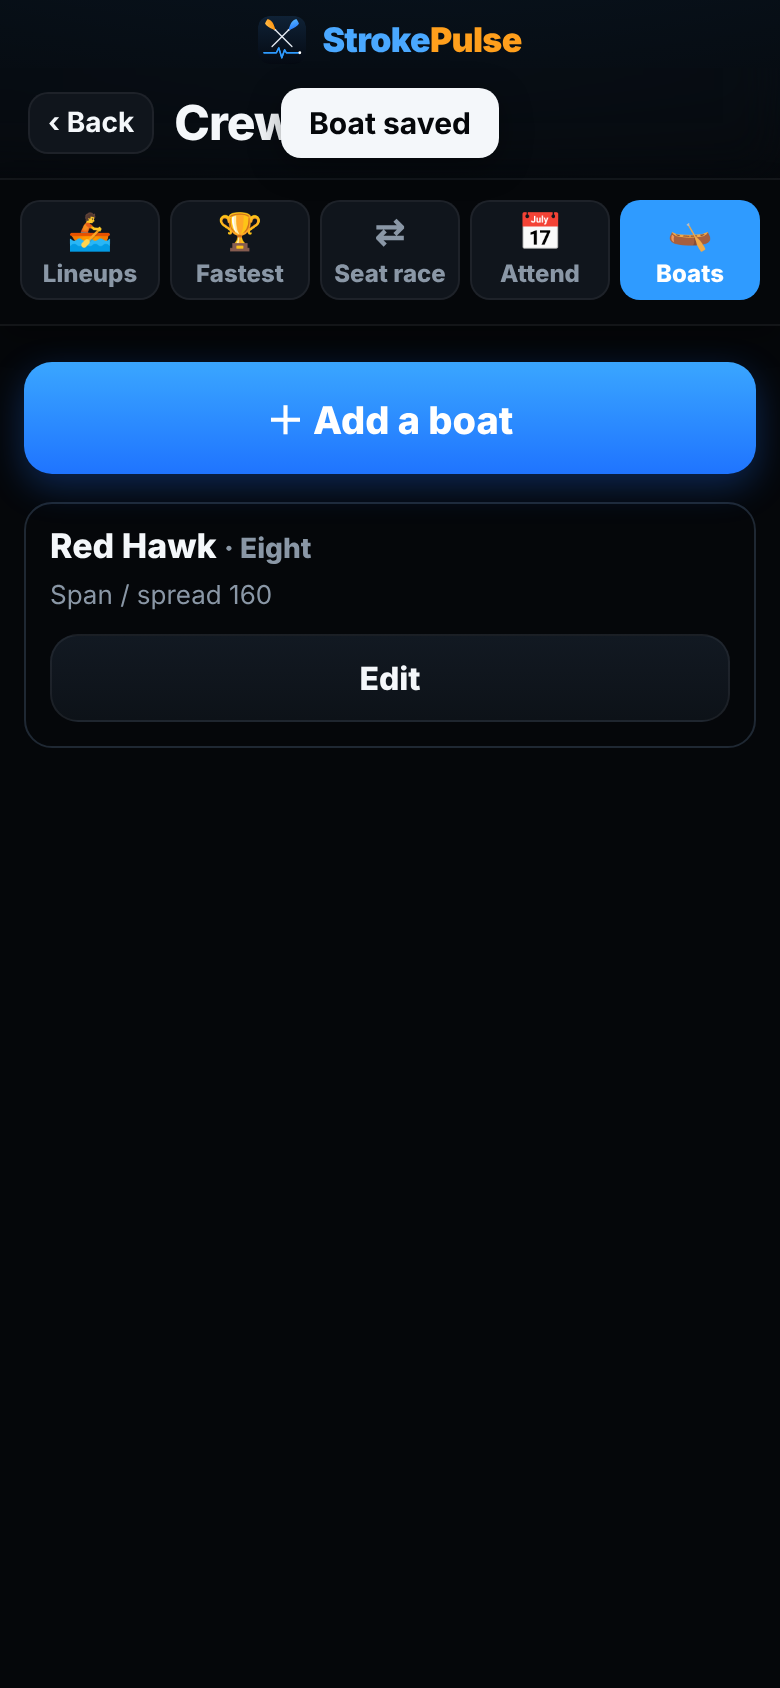 StrokePulse
‹ Back
Crew
Boat saved
Lineups
Fastest
Seat race
July
17
Attend
Boats
+ Add a boat
Red Hawk · Eight
Span / spread 160
Edit